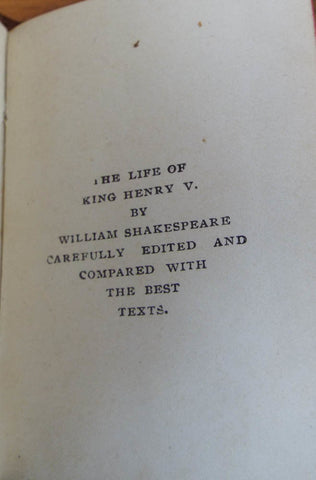 THE LIFE OF
KING HENRY V.
BY
WILLIAM SHAKESPEARE
CAREFULLY EDITED AND
COMPARED WITH
THE BEST
TEXTS.